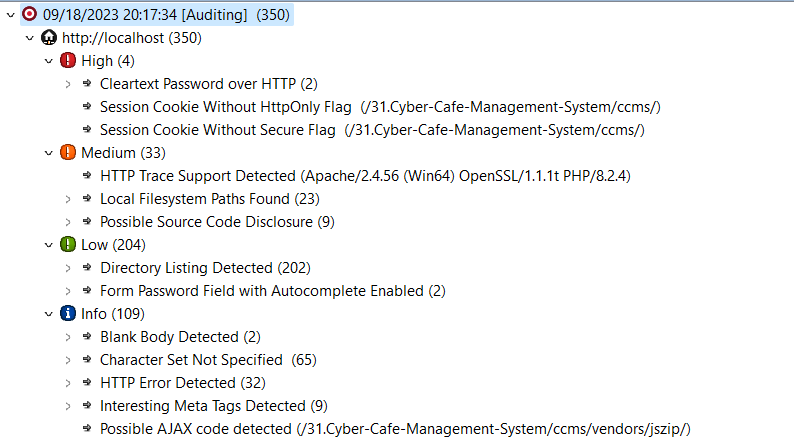 09/18/2023 20:17:34 [Auditing] (350)
http://localhost (350)
High (4)
Cleartext Password over HTTP (2)
Session Cookie Without HttpOnly Flag (/31.Cyber-Cafe-Management-System/ccms/)
Session Cookie Without Secure Flag (/31.Cyber-Cafe-Management-System/ccms/)
Medium (33)
HTTP Trace Support Detected (Apache/2.4.56 (Win64) OpenSSL/1.1.1t PHP/8.2.4)
Local Filesystem Paths Found (23)
Possible Source Code Disclosure (9)
Low (204)
Directory Listing Detected (202)
Form Password Field with Autocomplete Enabled (2)
Info (109)
Blank Body Detected (2)
Character Set Not Specified (65)
HTTP Error Detected (32)
Interesting Meta Tags Detected (9)
Possible AJAX code detected (/31.Cyber-Cafe-Management-System/ccms/vendors/jszip/)